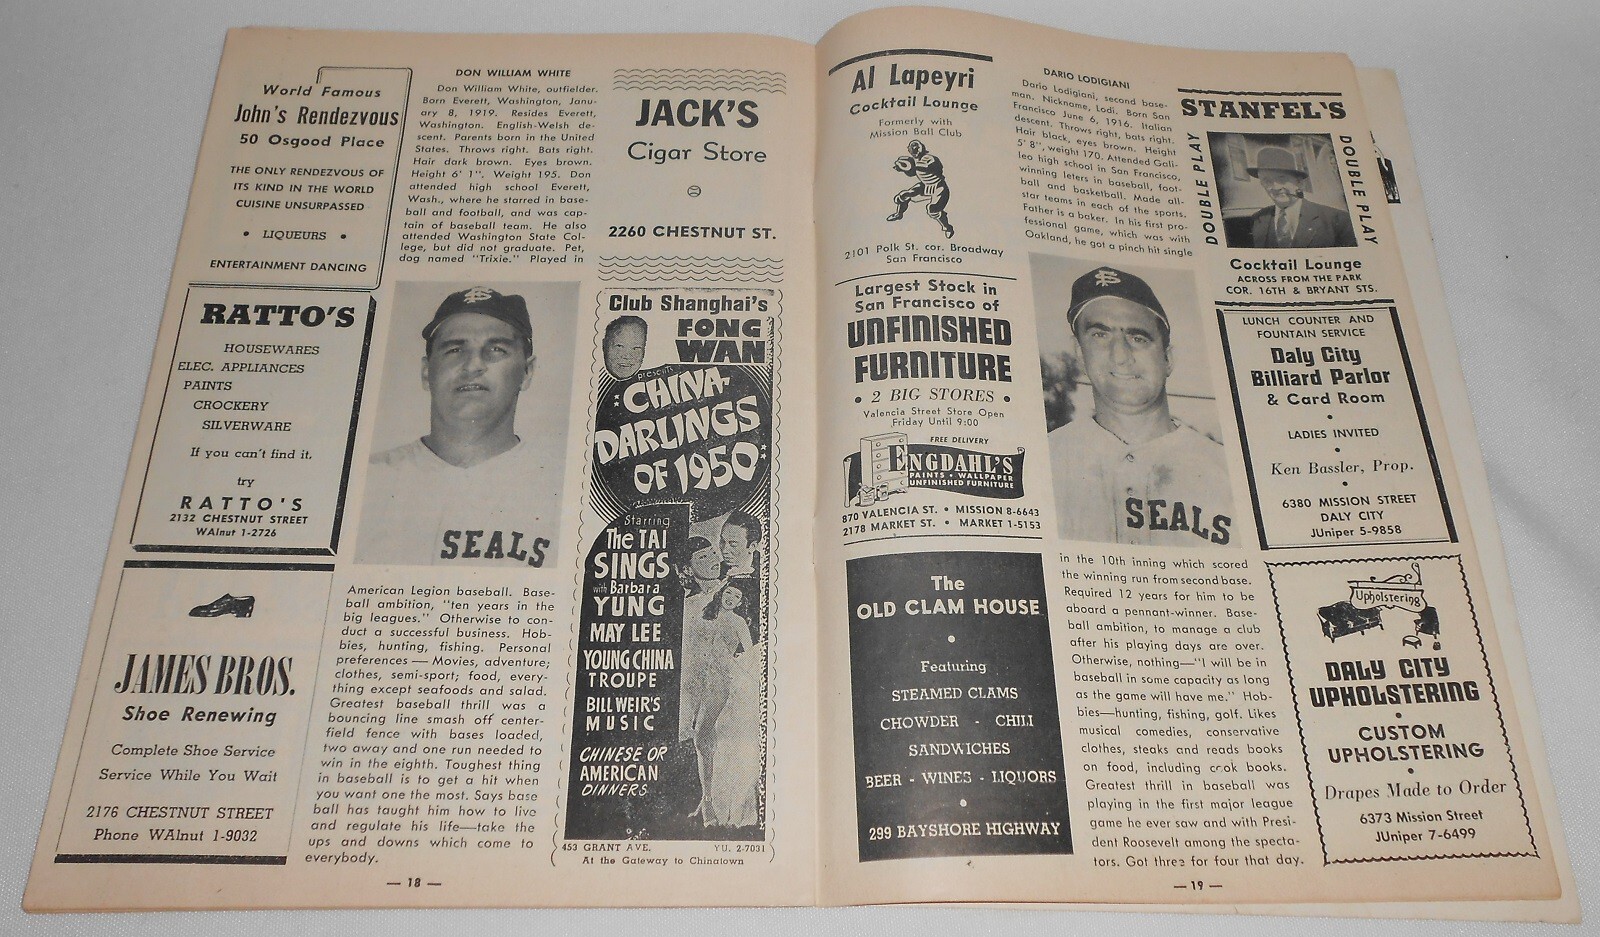 World Famous
John's Rendezvous
50 Osgood Place
THE ONLY RENDEZVOUS OF
ITS KIND IN THE WORLD
CUISINE UNSURPASSED
• LIQUEURS •
ENTERTAINMENT DANCING
RATTO'S
HOUSEWARES
ELEC. APPLIANCES
PAINTS
CROCKERY
SILVERWARE
If you can't find it,
try
RATTO'S
2132 CHESTNUT STREET
WAlnut 1-2726
JAMES BROS.
Shoe Renewing
Complete Shoe Service
Service While You Wait
2176 CHESTNUT STREET
Phone WAlnut 1-9032
DON WILLIAM WHITE
Don William White, outfielder.
Born Everett, Washington, Janu-
ary 8, 1919. Resides Everett,
Washington. English-Welsh de-
scent. Parents born in the United
States. Throws right. Bats right.
Hair dark brown. Eyes brown.
Height 6' 1". Weight 195. Don
attended high school Everett,
Wash., where he starred in base-
ball and football, and was cap-
tain of baseball team. He also
attended Washington State Col-
lege, but did not graduate. Pet,
dog named "Trixie." Played in
SF
SEALS
American Legion baseball. Base-
ball ambition, "ten years in the
big leagues." Otherwise to con-
duct a successful business. Hob-
bies, hunting, fishing. Personal
preferences — Movies, adventure;
clothes, semi-sport; food, every-
thing except seafoods and salad.
Greatest baseball thrill was a
bouncing line smash off center-
field fence with bases loaded,
two away and one run needed to
win in the eighth. Toughest thing
in baseball is to get a hit when
you want one the most. Says base
ball has taught him how to live
and regulate his life—take the
ups and downs which come to
everybody.
JACK'S
Cigar Store
2260 CHESTNUT ST.
Club Shanghai's
FONG
WAN
presents
CHINA-
DARLINGS
OF 1950
Starring
The TAI
SINGS
with Barbara
YUNG
MAY LEE
YOUNG CHINA
TROUPE
BILL WEIR'S
MUSIC
CHINESE OR
AMERICAN
DINNERS
453 GRANT AVE. YU. 2-7031
At the Gateway to Chinatown
— 18 —
Al Lapeyri
Cocktail Lounge
Formerly with
Mission Ball Club
2101 Polk St. cor. Broadway
San Francisco
Largest Stock in
San Francisco of
UNFINISHED
FURNITURE
• 2 BIG STORES •
Valencia Street Store Open
Friday Until 9:00
FREE DELIVERY
ENGDAHL'S
PAINTS • WALLPAPER
UNFINISHED FURNITURE
870 VALENCIA ST. • MISSION 8-6643
2178 MARKET ST. • MARKET 1-5153
The
OLD CLAM HOUSE
•
Featuring
STEAMED CLAMS
CHOWDER - CHILI
SANDWICHES
BEER - WINES - LIQUORS
•
299 BAYSHORE HIGHWAY
DARIO LODIGIANI
Dario Lodigiani, second base-
man. Nickname, Lodi. Born San
Francisco June 6, 1916. Italian
descent. Throws right, bats right.
Hair black, eyes brown. Height
5' 8", weight 170. Attended Gali-
leo high school in San Francisco,
winning leters in baseball, foot-
ball and basketball. Made all-
star teams in each of the sports.
Father is a baker. In his first pro-
fessional game, which was with
Oakland, he got a pinch hit single
SF
SEALS
in the 10th inning which scored
the winning run from second base.
Required 12 years for him to be
aboard a pennant-winner. Base-
ball ambition, to manage a club
after his playing days are over.
Otherwise, nothing—"I will be in
baseball in some capacity as long
as the game will have me." Hob-
bies—hunting, fishing, golf. Likes
musical comedies, conservative
clothes, steaks and reads books
on food, including cook books.
Greatest thrill in baseball was
playing in the first major league
game he ever saw and with Presi-
dent Roosevelt among the specta-
tors. Got three for four that day.
STANFEL'S
DOUBLE PLAY
DOUBLE PLAY
Cocktail Lounge
ACROSS FROM THE PARK
COR. 16TH & BRYANT STS.
LUNCH COUNTER AND
FOUNTAIN SERVICE
Daly City
Billiard Parlor
& Card Room
•
LADIES INVITED
•
Ken Bassler, Prop.
•
6380 MISSION STREET
DALY CITY
JUniper 5-9858
Upholstering
DALY CITY
UPHOLSTERING
•
CUSTOM
UPHOLSTERING
•
Drapes Made to Order
6373 Mission Street
JUniper 7-6499
— 19 —